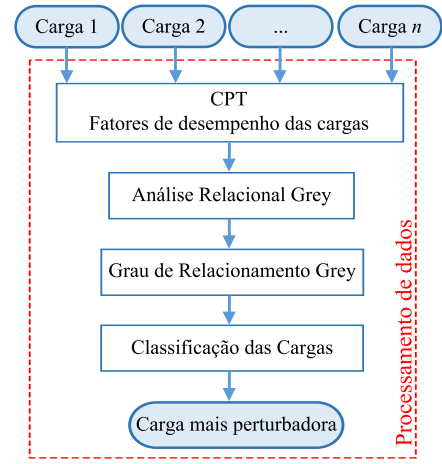 Carga 1
Carga 2
...
Carga n
CPT
Fatores de desempenho das cargas
Análise Relacional Grey
Grau de Relacionamento Grey
Classificação das Cargas
Carga mais perturbadora
Processamento de dados